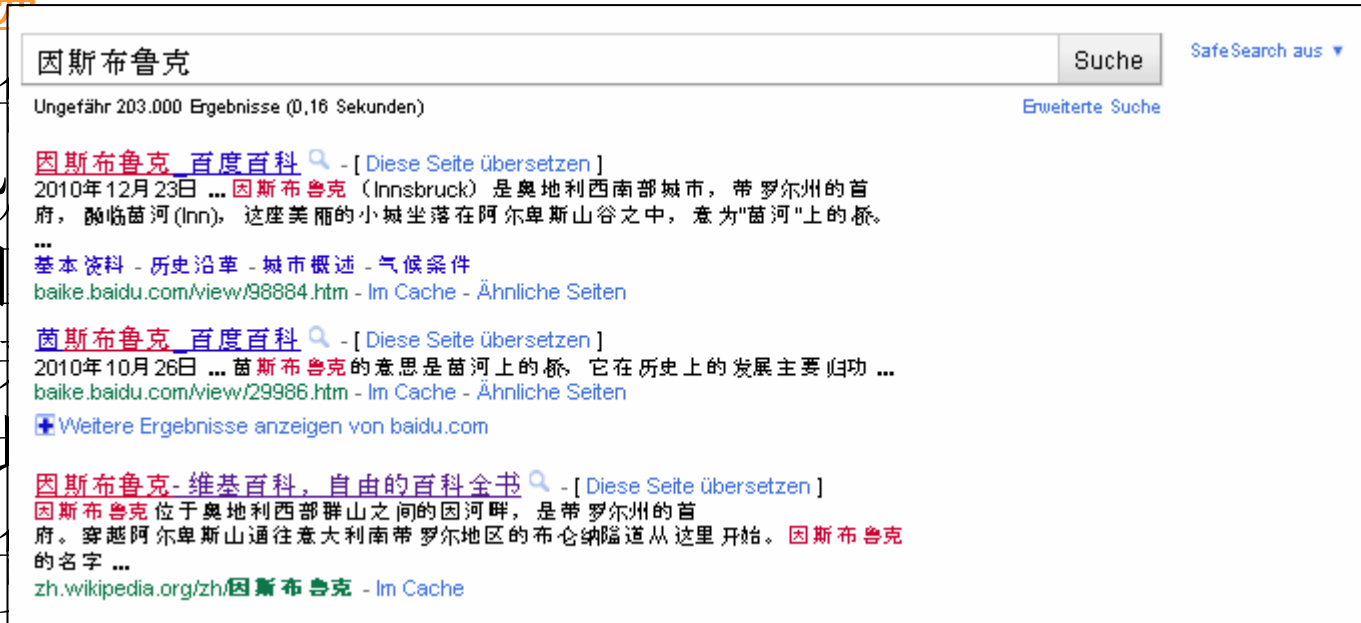 因斯布鲁克
Suche
SafeSearch aus ▼
Ungefähr 203.000 Ergebnisse (0,16 Sekunden)
Erweiterte Suche
因斯布鲁克_百度百科 - [ Diese Seite übersetzen ]
2010年12月23日 ... 因斯布鲁克（Innsbruck）是奥地利西南部城市，蒂罗尔州的首
府，濒临茵河(Inn)，这座美丽的小城坐落在阿尔卑斯山谷之中，意为"茵河"上的桥。
...
基本资料 - 历史沿革 - 城市概述 - 气候条件
baike.baidu.com/view/98884.htm - Im Cache - Ähnliche Seiten
茵斯布鲁克_百度百科 - [ Diese Seite übersetzen ]
2010年10月26日 ... 茵斯布鲁克的意思是茵河上的桥，它在历史上的发展主要归功 ...
baike.baidu.com/view/29986.htm - Im Cache - Ähnliche Seiten
Weitere Ergebnisse anzeigen von baidu.com
因斯布鲁克- 维基百科，自由的百科全书 - [ Diese Seite übersetzen ]
因斯布鲁克位于奥地利西部群山之间的因河畔，是蒂罗尔州的首
府。穿越阿尔卑斯山通往意大利南蒂罗尔地区的布仑纳隘道从这里开始。因斯布鲁克
的名字 ...
zh.wikipedia.org/zh/因斯布鲁克 - Im Cache